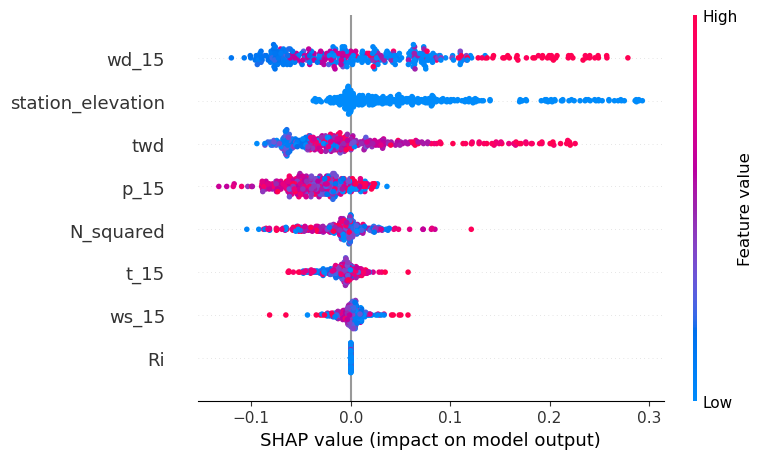 High
wd_15
station_elevation
twd
p_15
N_squared
t_15
ws_15
Ri
Feature value
Low
−0.1 0.0 0.1 0.2 0.3
SHAP value (impact on model output)